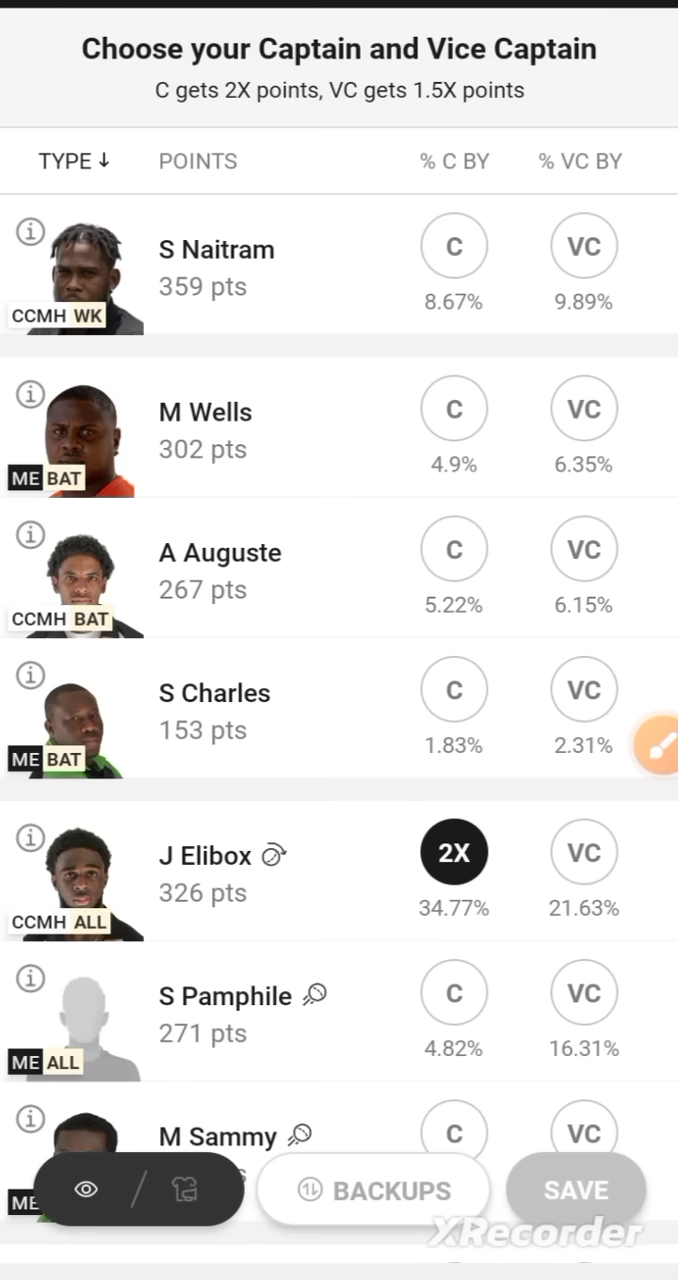 Choose your Captain and Vice Captain
C gets 2X points, VC gets 1.5X points
TYPE ↓ POINTS % C BY % VC BY
S Naitram C VC
359 pts 8.67% 9.89%
CCMH WK
M Wells C VC
302 pts 4.9% 6.35%
ME BAT
A Auguste C VC
267 pts 5.22% 6.15%
CCMH BAT
S Charles C VC
153 pts 1.83% 2.31%
ME BAT
J Elibox 2X VC
326 pts 34.77% 21.63%
CCMH ALL
S Pamphile C VC
271 pts 4.82% 16.31%
ME ALL
M Sammy C VC
ME
BACKUPS SAVE
XRecorder